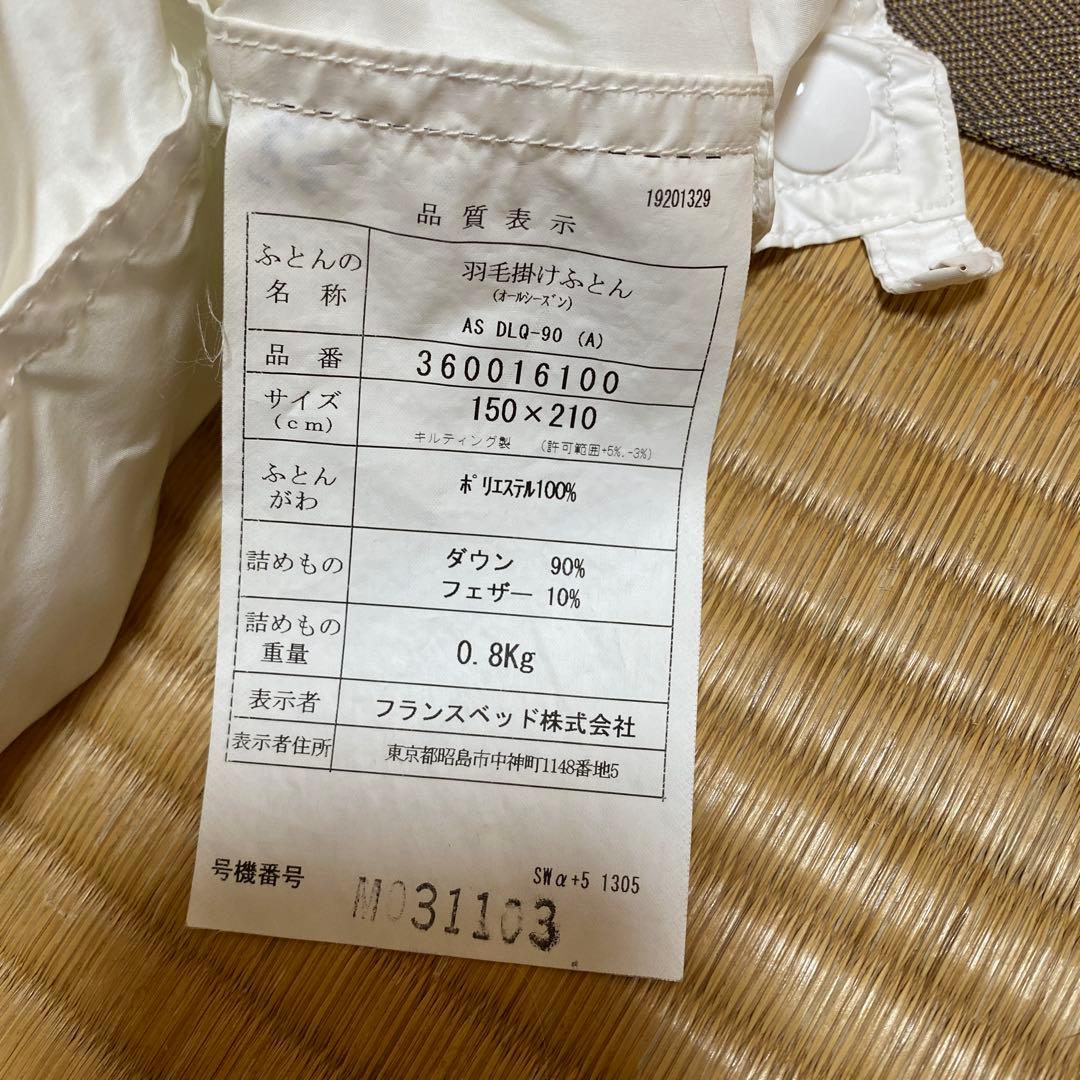 19201329
品質表示
ふとんの
名 称
羽毛掛けふとん
(オールシーズン)
AS DLQ-90 (A)
品 番
360016100
サイズ
(cm)
150×210
キルティング製 (許可範囲+5%.-3%)
ふとん
がわ
ポリエステル100%
詰めもの
ダウン 90%
フェザー 10%
詰めもの
重量
0.8Kg
表示者
フランスベッド株式会社
表示者住所
東京都昭島市中神町1148番地5
号機番号
SWα+5 1305
M031103